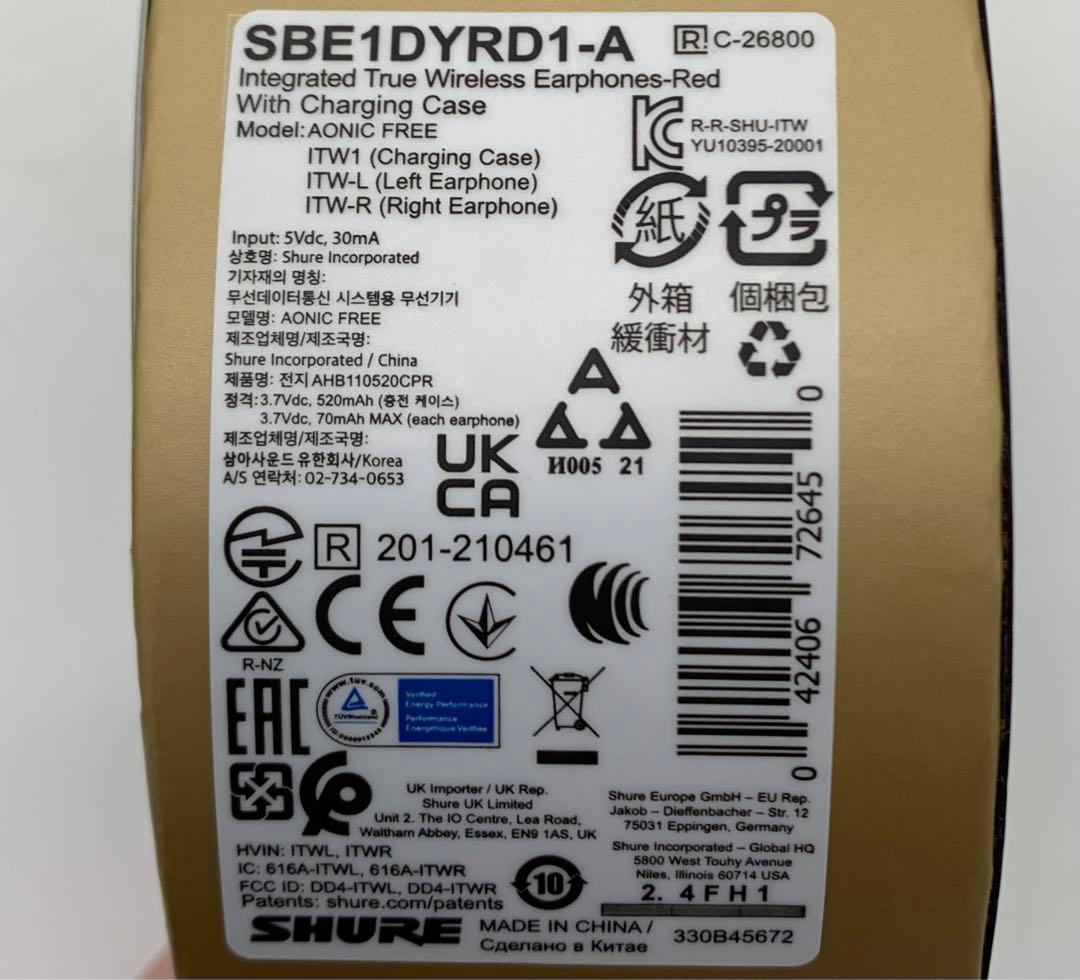 SBE1DYRD1-A
R! C-26800
Integrated True Wireless Earphones-Red
With Charging Case
Model: AONIC FREE
ITW1 (Charging Case)
ITW-L (Left Earphone)
ITW-R (Right Earphone)
R-R-SHU-ITW
YU10395-20001
紙
プラ
外箱
緩衝材
個梱包
Input: 5Vdc, 30mA
상호명: Shure Incorporated
기자재의 명칭:
무선데이터통신 시스템용 무선기기
모델명: AONIC FREE
제조업체명/제조국명:
Shure Incorporated / China
제품명: 전지 AHB110520CPR
정격: 3.7Vdc, 520mAh (충전 케이스)
3.7Vdc, 70mAh MAX (each earphone)
제조업체명/제조국명:
삼아사운드 유한회사/Korea
A/S 연락처: 02-734-0653
UK
CA
H005 21
0 42406 72645 0
R 201-210461
CE
R-NZ
EAC
www.tuv.com
TÜVRheinland
Verified
Energy Performance
Performance
Énergétique Vérifiée
UK Importer / UK Rep.
Shure UK Limited
Unit 2. The IO Centre, Lea Road,
Waltham Abbey, Essex, EN9 1AS, UK
Shure Europe GmbH – EU Rep.
Jakob – Dieffenbacher – Str. 12
75031 Eppingen, Germany
Shure Incorporated – Global HQ
5800 West Touhy Avenue
Niles, Illinois 60714 USA
2. 4 F H 1
HVIN: ITWL, ITWR
IC: 616A-ITWL, 616A-ITWR
FCC ID: DD4-ITWL, DD4-ITWR
Patents: shure.com/patents
10
SHURE
MADE IN CHINA /
Сделано в Китае
330B45672